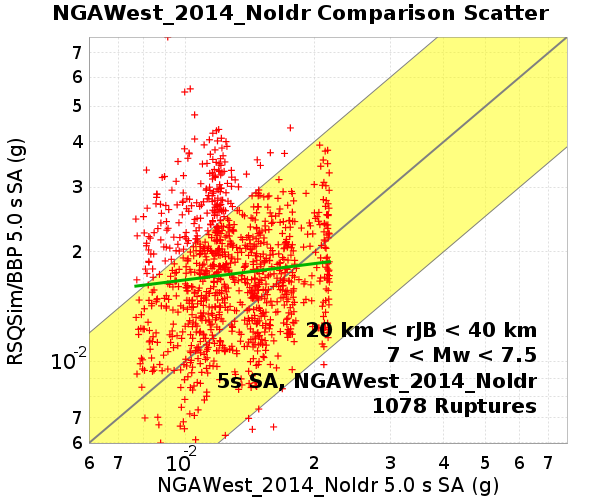 NGAWest_2014_NoIdr Comparison Scatter
RSQSim/BBP 5.0 s SA (g)
7
6
5
4
3
2
10-2
7
6
20 km < rJB < 40 km
7 < Mw < 7.5
5s SA, NGAWest_2014_NoIdr
1078 Ruptures
6 7 10-2 2 3 4 5 6 7
NGAWest_2014_NoIdr 5.0 s SA (g)